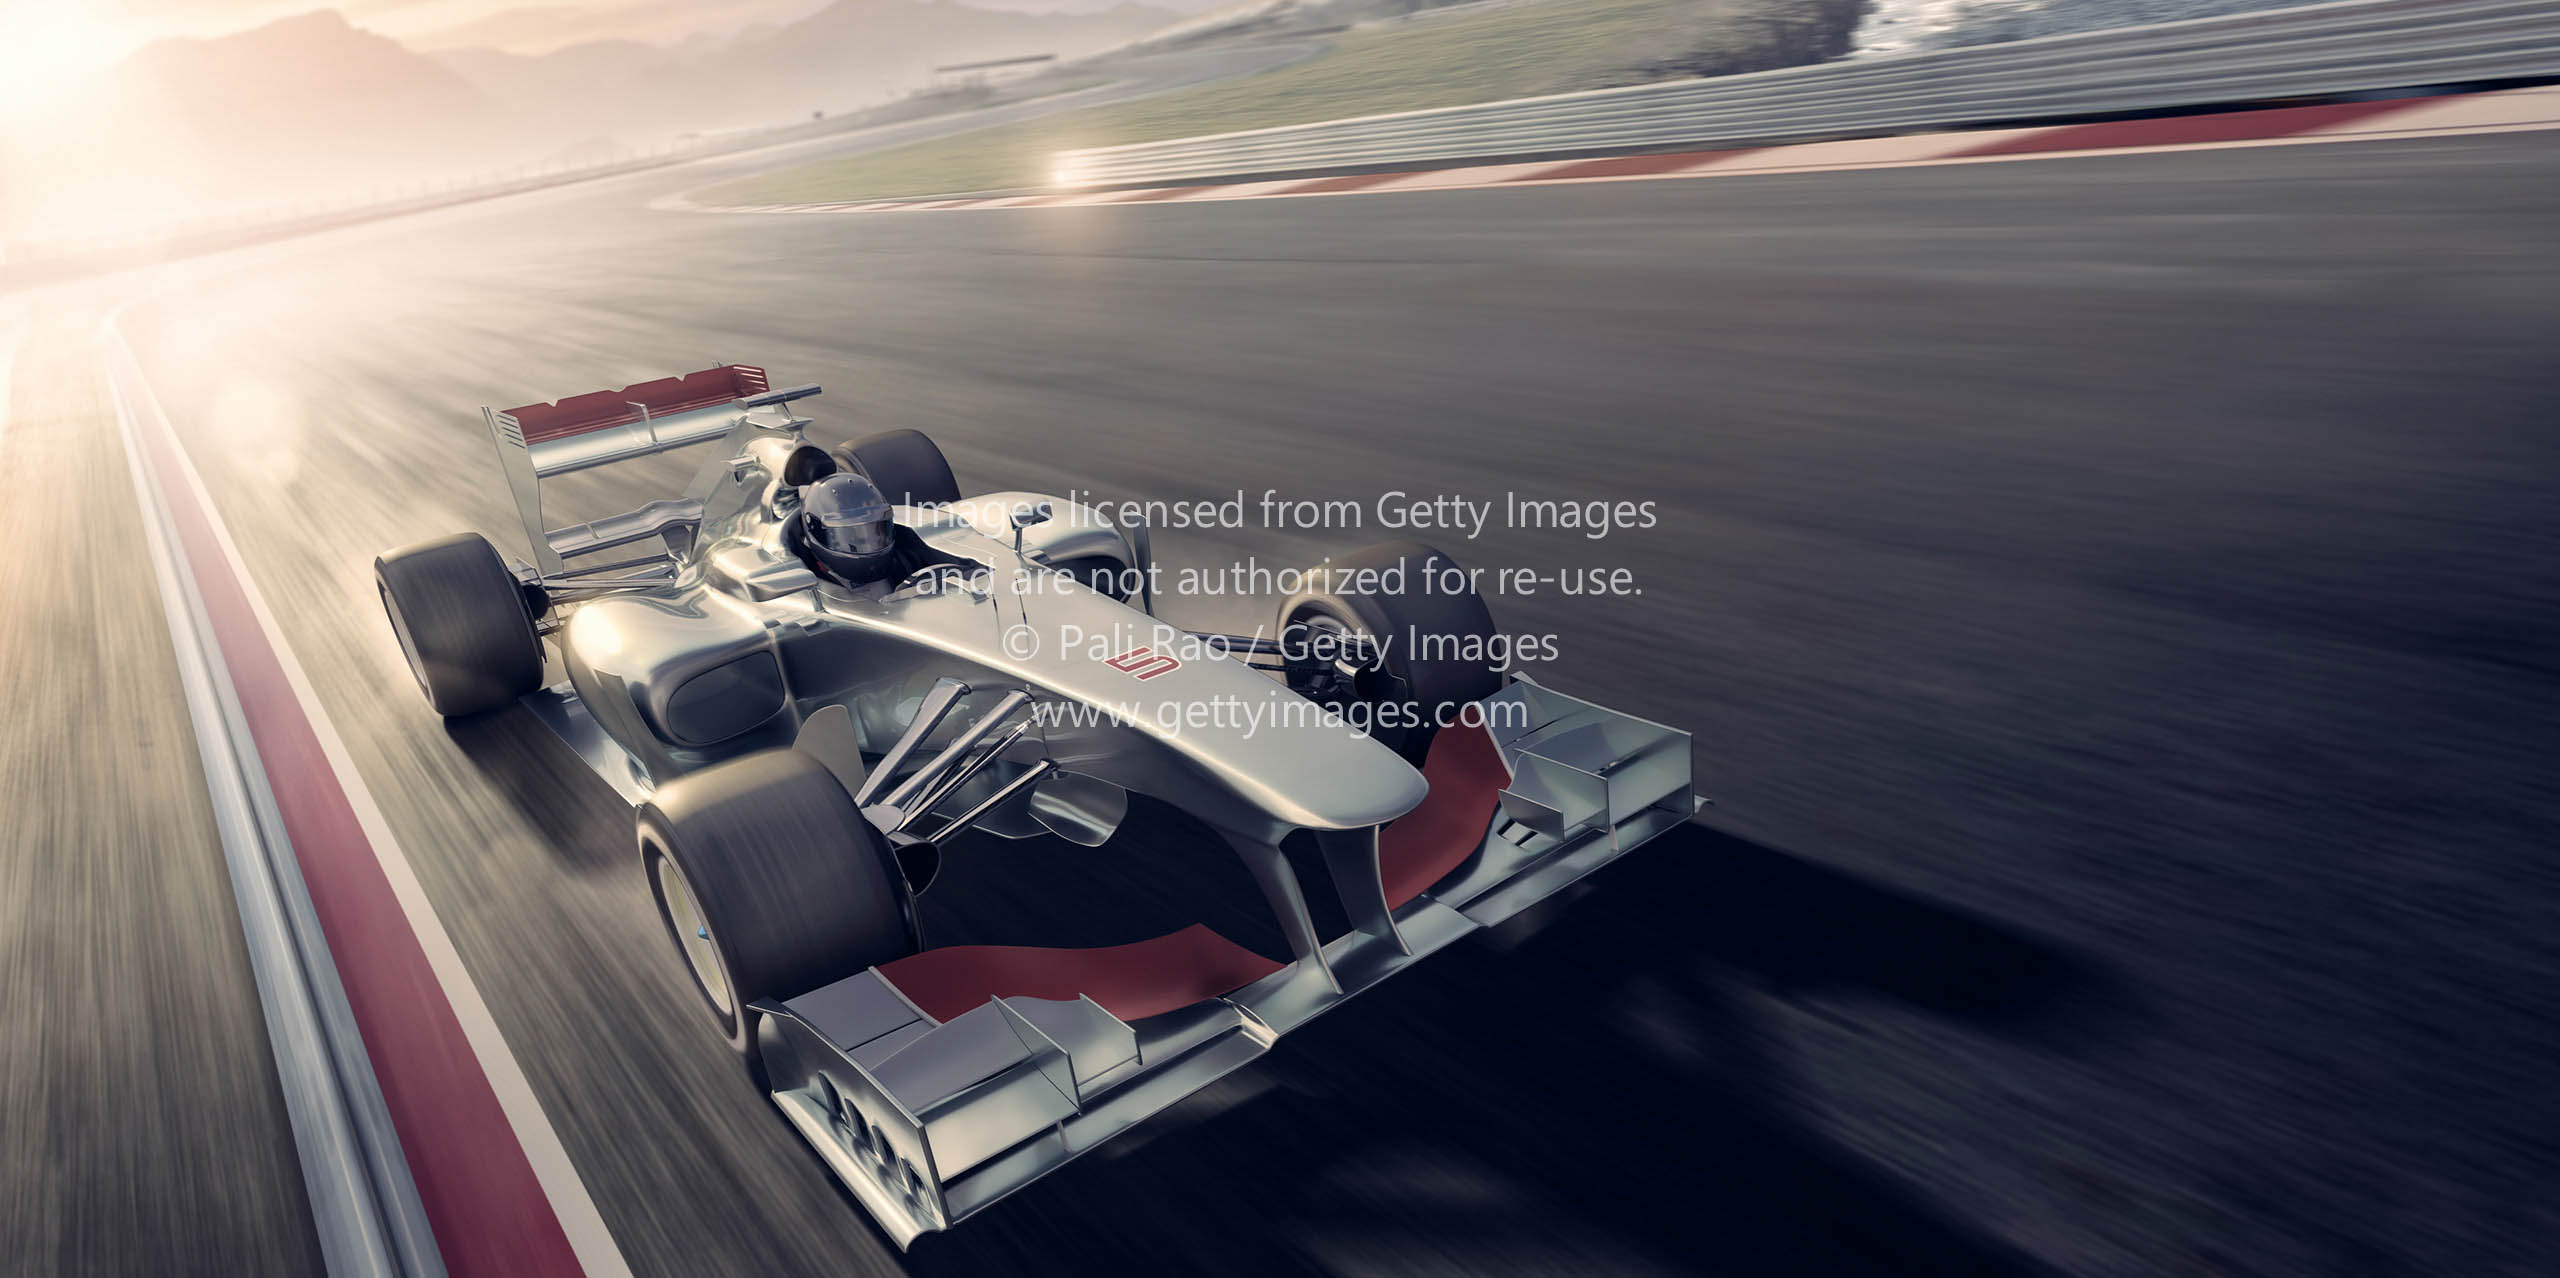 Images licensed from Getty Images
and are not authorized for re-use.
© Pali Rao / Getty Images
www.gettyimages.com
5